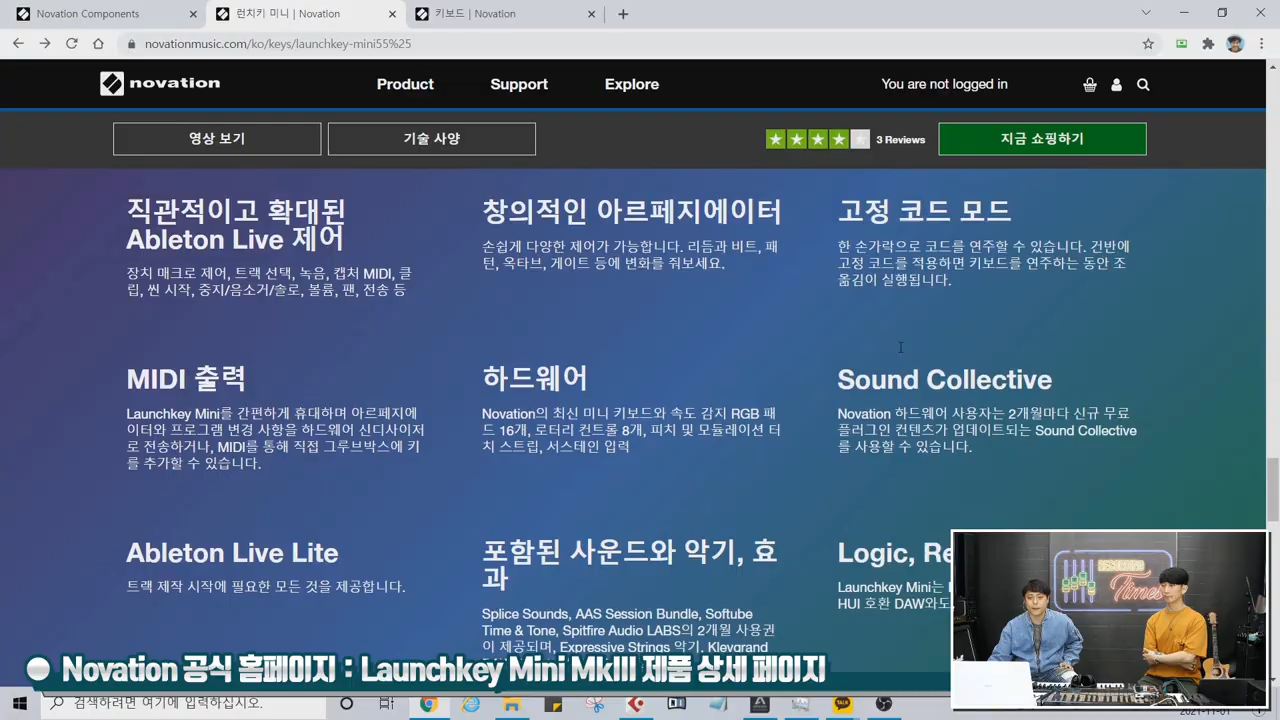 Novation Components
런치키 미니 | Novation
키보드 | Novation
novationmusic.com/ko/keys/launchkey-mini55%25
novation
Product
Support
Explore
You are not logged in
영상 보기
기술 사양
3 Reviews
지금 쇼핑하기
직관적이고 확대된
Ableton Live 제어
장치 매크로 제어, 트랙 선택, 녹음, 캡처 MIDI, 클
립, 씬 시작, 중지/음소거/솔로, 볼륨, 팬, 전송 등
창의적인 아르페지에이터
손쉽게 다양한 제어가 가능합니다. 리듬과 비트, 패
턴, 옥타브, 게이트 등에 변화를 줘보세요.
고정 코드 모드
한 손가락으로 코드를 연주할 수 있습니다. 건반에
고정 코드를 적용하면 키보드를 연주하는 동안 조
옮김이 실행됩니다.
MIDI 출력
Launchkey Mini를 간편하게 휴대하며 아르페지에
이터와 프로그램 변경 사항을 하드웨어 신디사이저
로 전송하거나, MIDI를 통해 직접 그루브박스에 키
를 추가할 수 있습니다.
하드웨어
Novation의 최신 미니 키보드와 속도 감지 RGB 패
드 16개, 로터리 컨트롤 8개, 피치 및 모듈레이션 터
치 스트립, 서스테인 입력
Sound Collective
Novation 하드웨어 사용자는 2개월마다 신규 무료
플러그인 컨텐츠가 업데이트되는 Sound Collective
를 사용할 수 있습니다.
Ableton Live Lite
트랙 제작 시작에 필요한 모든 것을 제공합니다.
포함된 사운드와 악기, 효
과
Splice Sounds, AAS Session Bundle, Softube
Time & Tone, Spitfire Audio LABS의 2개월 사용권
이 제공되며, Expressive Strings 악기, Klevgrand
Logic, Re
Launchkey Mini는
HUI 호환 DAW와도
Times
Novation 공식 홈페이지 : Launchkey Mini MkIII 제품 상세 페이지
검색하려면 여기에 입력하십시오.
TALK
2021-11-01